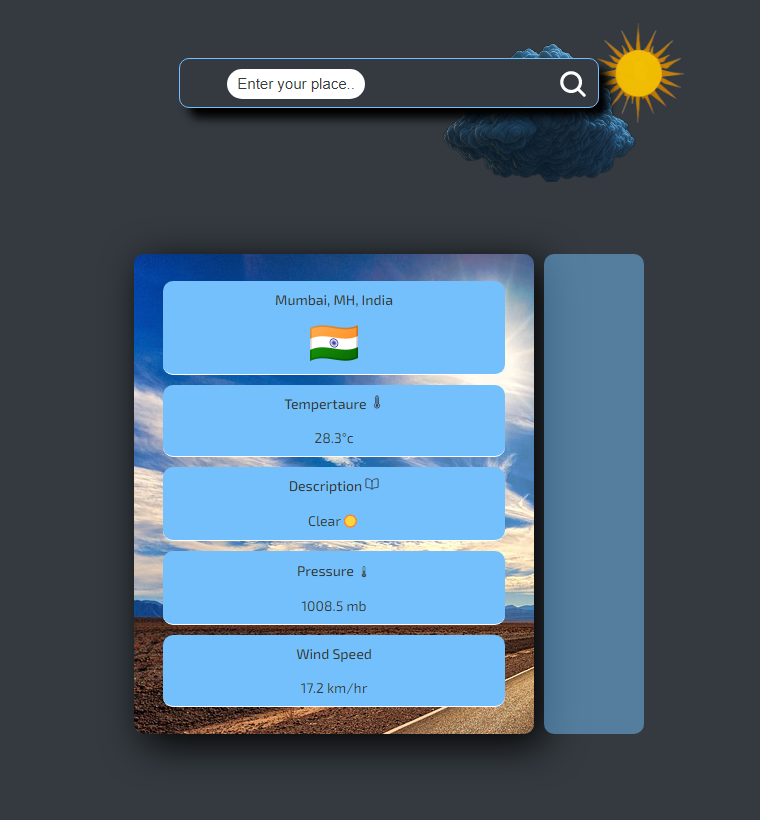 Enter your place..
Mumbai, MH, India
Tempertaure
28.3°c
Description
Clear
Pressure
1008.5 mb
Wind Speed
17.2 km/hr